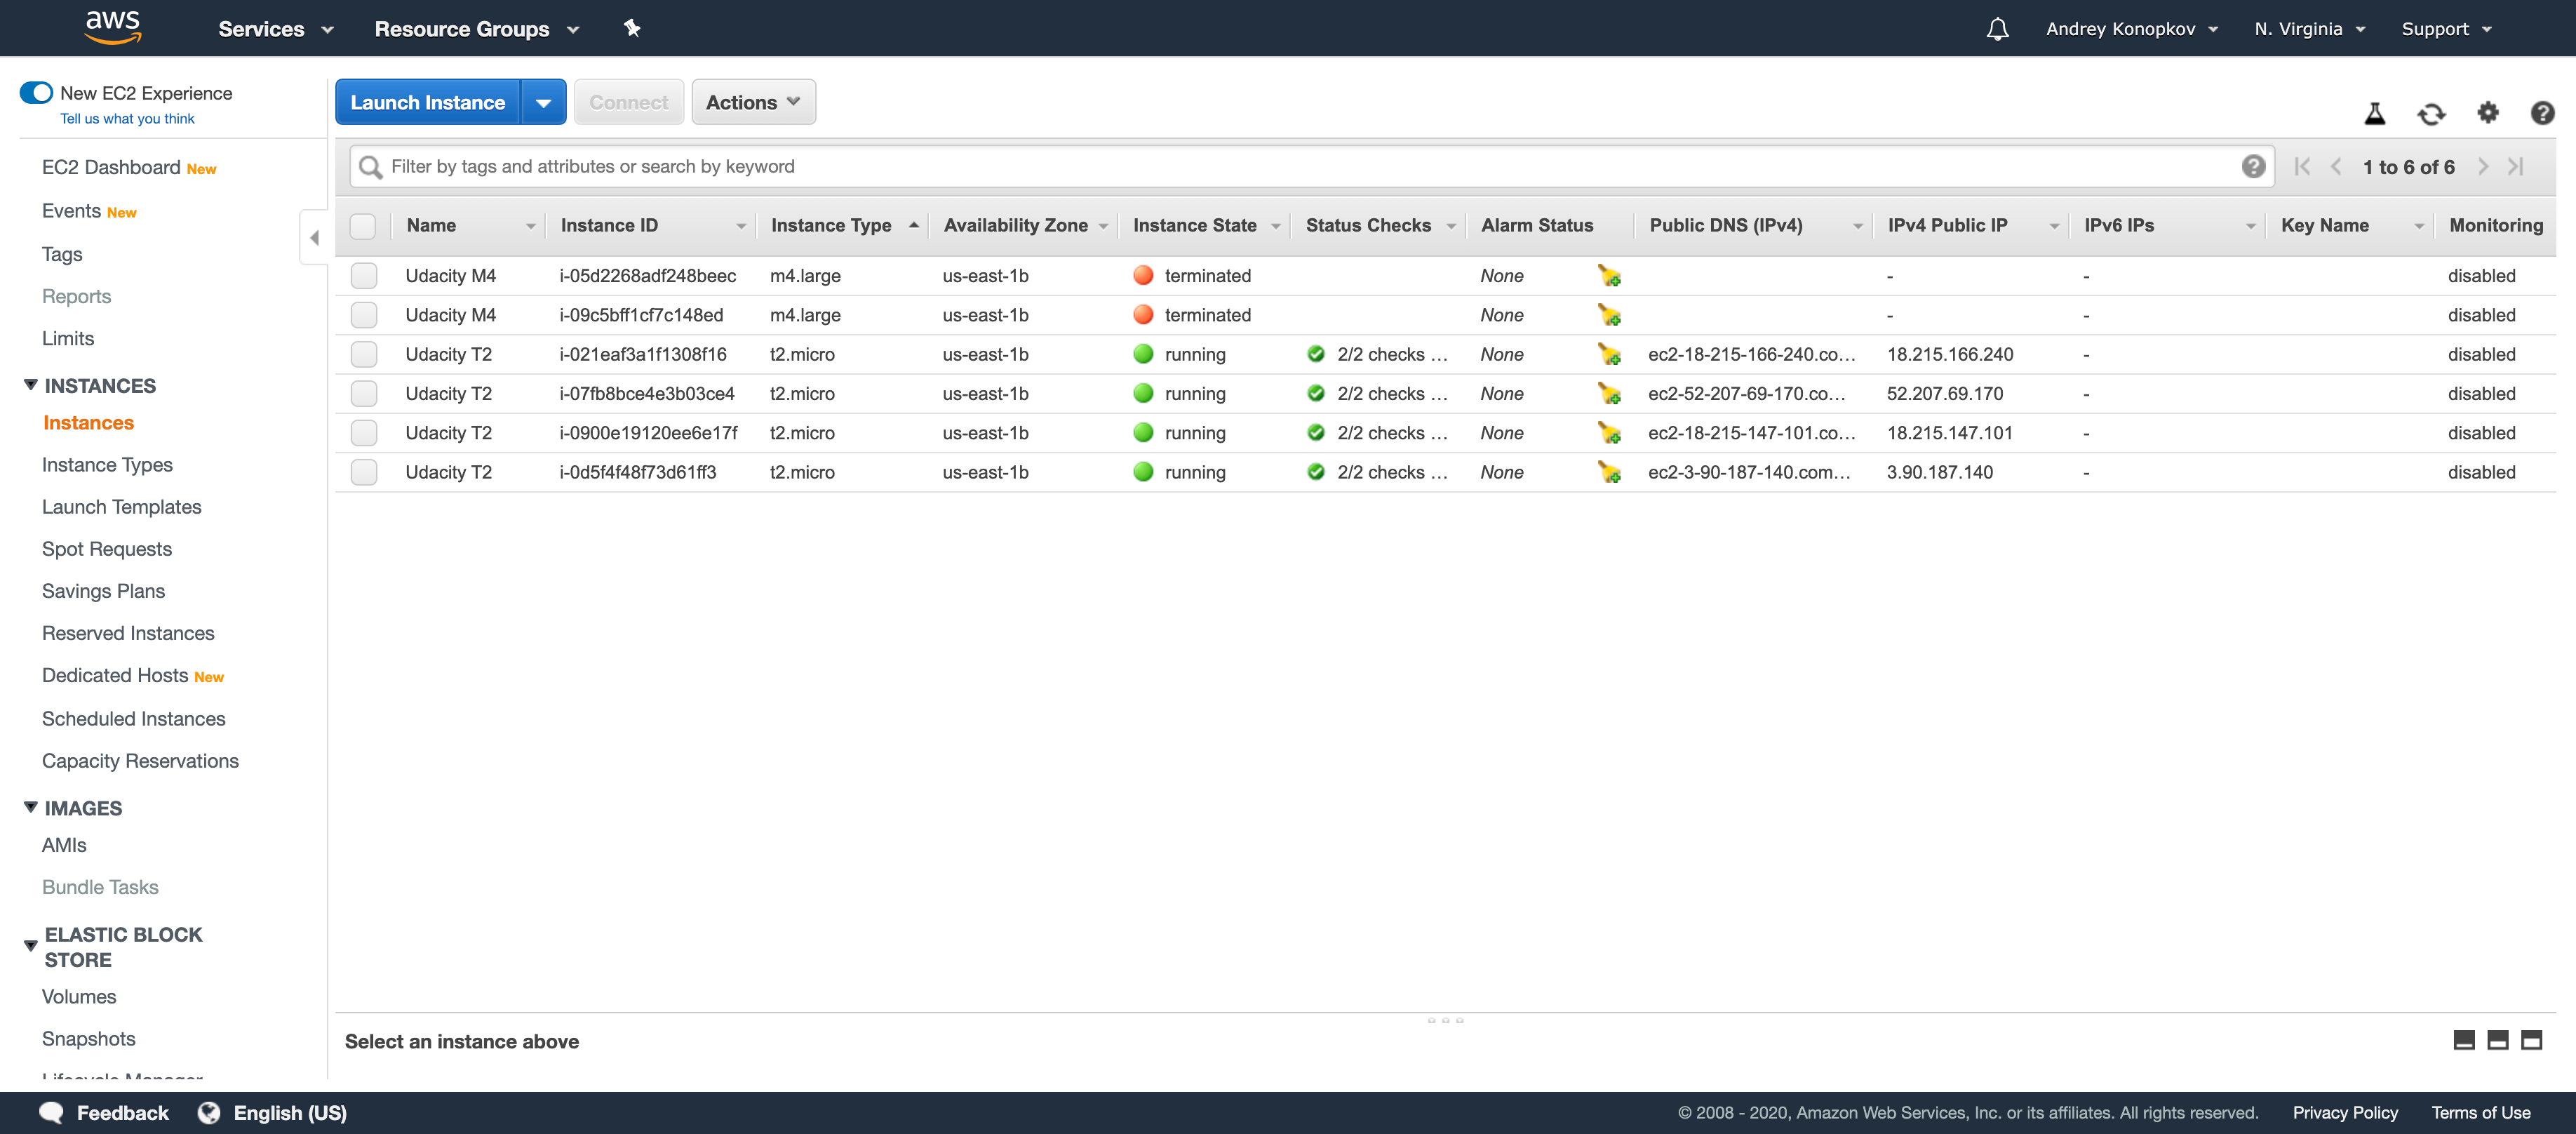 aws Services Resource Groups Andrey Konopkov N. Virginia Support
New EC2 Experience
Tell us what you think
EC2 Dashboard New
Events New
Tags
Reports
Limits
INSTANCES
Instances
Instance Types
Launch Templates
Spot Requests
Savings Plans
Reserved Instances
Dedicated Hosts New
Scheduled Instances
Capacity Reservations
IMAGES
AMIs
Bundle Tasks
ELASTIC BLOCK
STORE
Volumes
Snapshots
Lifecycle Manager
Launch Instance Connect Actions
Filter by tags and attributes or search by keyword 1 to 6 of 6
Name Instance ID Instance Type Availability Zone Instance State Status Checks Alarm Status Public DNS (IPv4) IPv4 Public IP IPv6 IPs Key Name Monitoring
Udacity M4 i-05d2268adf248beec m4.large us-east-1b terminated None - - disabled
Udacity M4 i-09c5bff1cf7c148ed m4.large us-east-1b terminated None - - disabled
Udacity T2 i-021eaf3a1f1308f16 t2.micro us-east-1b running 2/2 checks ... None ec2-18-215-166-240.co... 18.215.166.240 - disabled
Udacity T2 i-07fb8bce4e3b03ce4 t2.micro us-east-1b running 2/2 checks ... None ec2-52-207-69-170.co... 52.207.69.170 - disabled
Udacity T2 i-0900e19120ee6e17f t2.micro us-east-1b running 2/2 checks ... None ec2-18-215-147-101.co... 18.215.147.101 - disabled
Udacity T2 i-0d5f4f48f73d61ff3 t2.micro us-east-1b running 2/2 checks ... None ec2-3-90-187-140.com... 3.90.187.140 - disabled
Select an instance above
Feedback English (US) © 2008 - 2020, Amazon Web Services, Inc. or its affiliates. All rights reserved. Privacy Policy Terms of Use